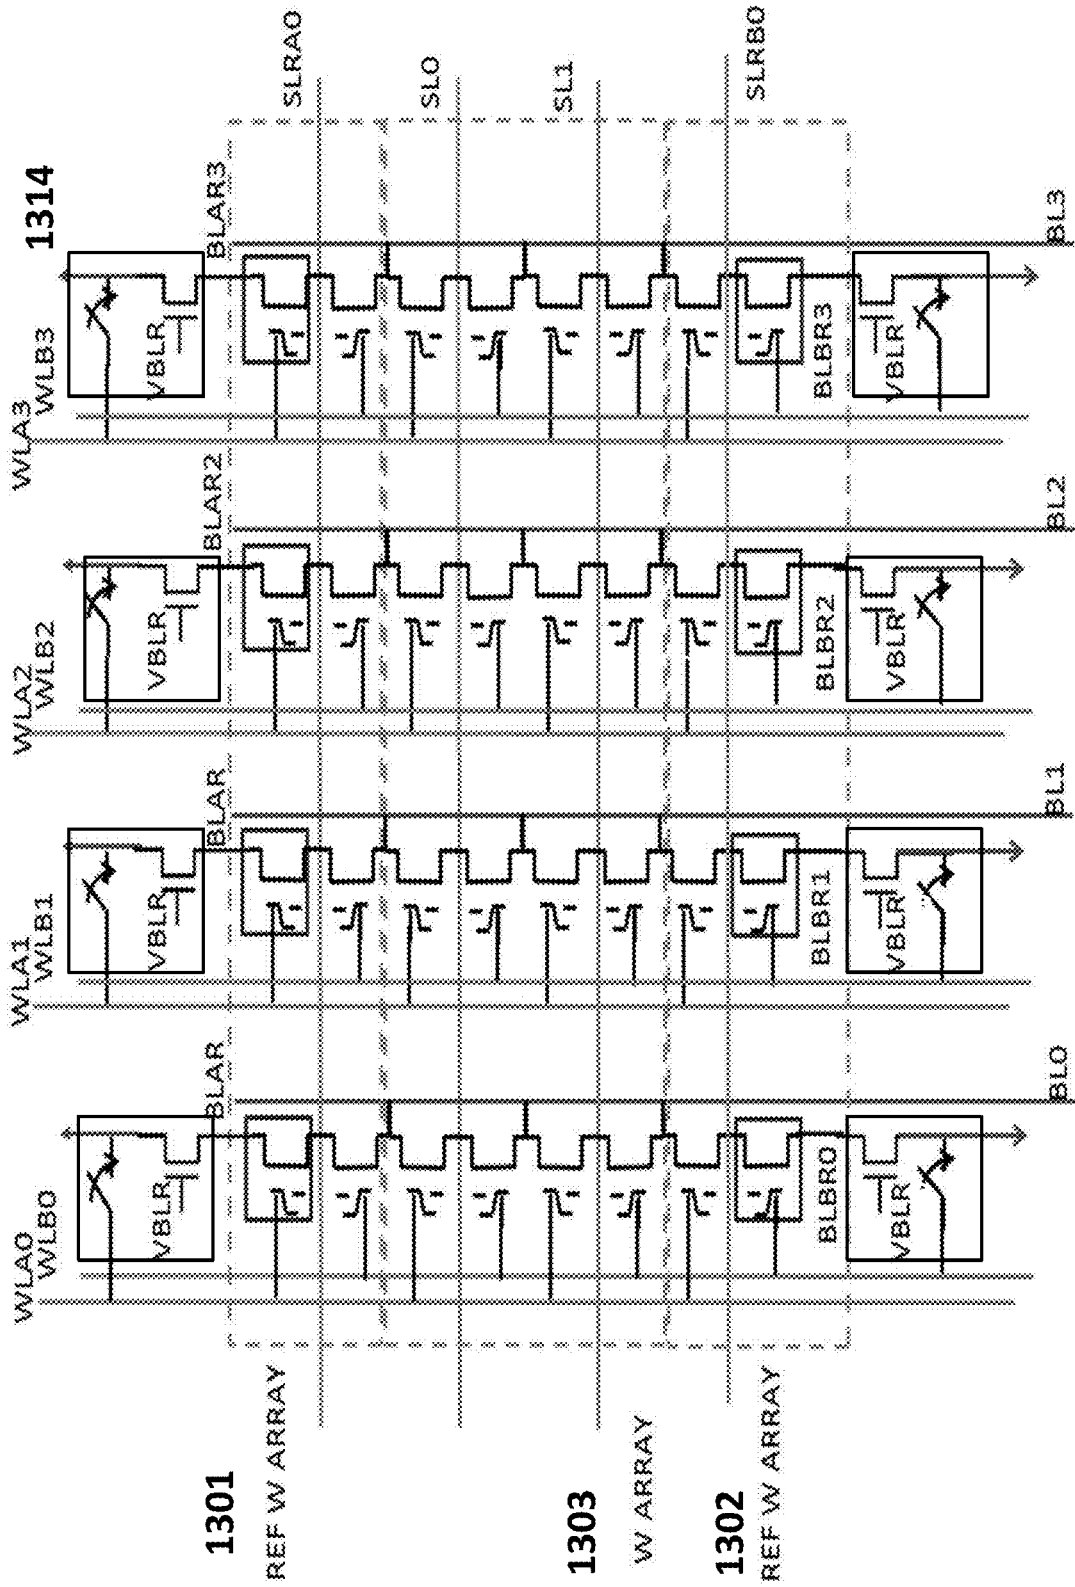 1314
WLA3
WLB3
VBLR
BLAR3
BLBR3
VBLR
BL3
WLA2
WLB2
VBLR
BLAR2
BLBR2
VBLR
BL2
WLA1
WLB1
VBLR
BLAR
BLBR1
VBLR
BL1
WLA0
WLB0
VBLR
BLAR
BLBR0
VBLR
BL0
SLRA0
SL0
SL1
SLRB0
1301
REF W ARRAY
1303
W ARRAY
1302
REF W ARRAY